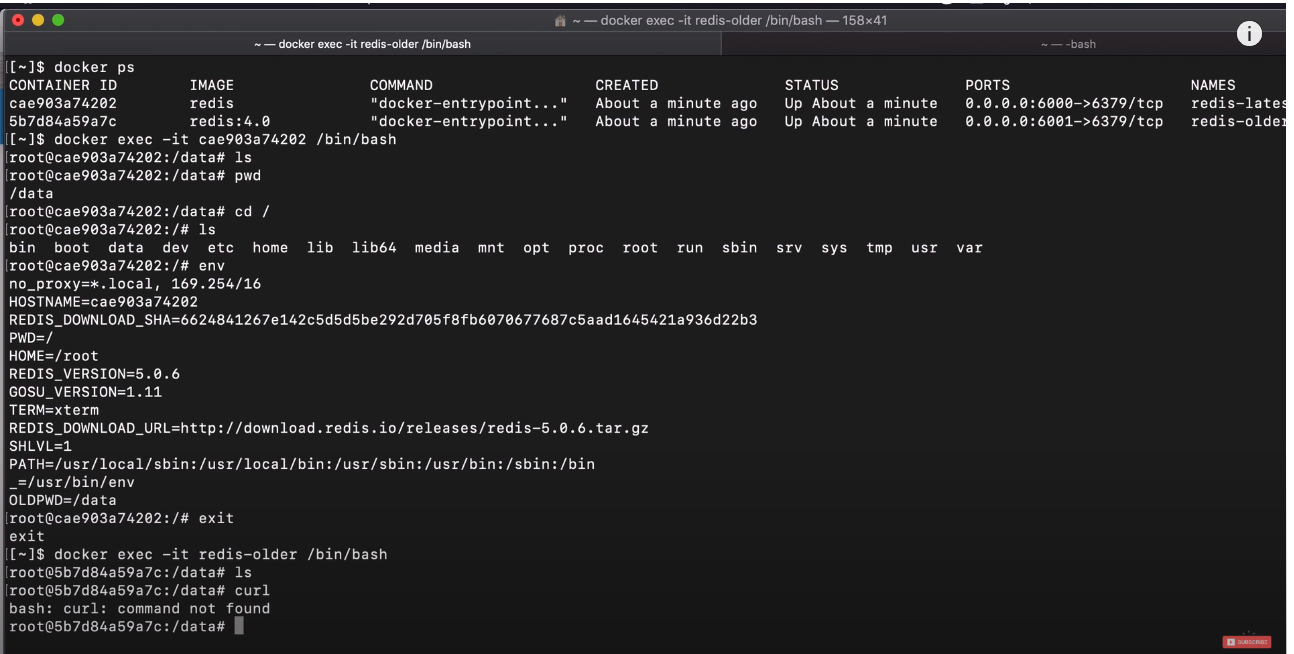 ~ — docker exec -it redis-older /bin/bash — 158×41
~ — docker exec -it redis-older /bin/bash
~ — -bash
[[~]$ docker ps
CONTAINER ID IMAGE COMMAND CREATED STATUS PORTS NAMES
cae903a74202 redis "docker-entrypoint..." About a minute ago Up About a minute 0.0.0.0:6000->6379/tcp redis-lates
5b7d84a59a7c redis:4.0 "docker-entrypoint..." About a minute ago Up About a minute 0.0.0.0:6001->6379/tcp redis-older
[[~]$ docker exec -it cae903a74202 /bin/bash
[root@cae903a74202:/data# ls
[root@cae903a74202:/data# pwd
/data
[root@cae903a74202:/data# cd /
[root@cae903a74202:/# ls
bin boot data dev etc home lib lib64 media mnt opt proc root run sbin srv sys tmp usr var
[root@cae903a74202:/# env
no_proxy=*.local, 169.254/16
HOSTNAME=cae903a74202
REDIS_DOWNLOAD_SHA=6624841267e142c5d5d5be292d705f8fb6070677687c5aad1645421a936d22b3
PWD=/
HOME=/root
REDIS_VERSION=5.0.6
GOSU_VERSION=1.11
TERM=xterm
REDIS_DOWNLOAD_URL=http://download.redis.io/releases/redis-5.0.6.tar.gz
SHLVL=1
PATH=/usr/local/sbin:/usr/local/bin:/usr/sbin:/usr/bin:/sbin:/bin
_=/usr/bin/env
OLDPWD=/data
[root@cae903a74202:/# exit
exit
[[~]$ docker exec -it redis-older /bin/bash
[root@5b7d84a59a7c:/data# ls
[root@5b7d84a59a7c:/data# curl
bash: curl: command not found
root@5b7d84a59a7c:/data#
SUBSCRIBE